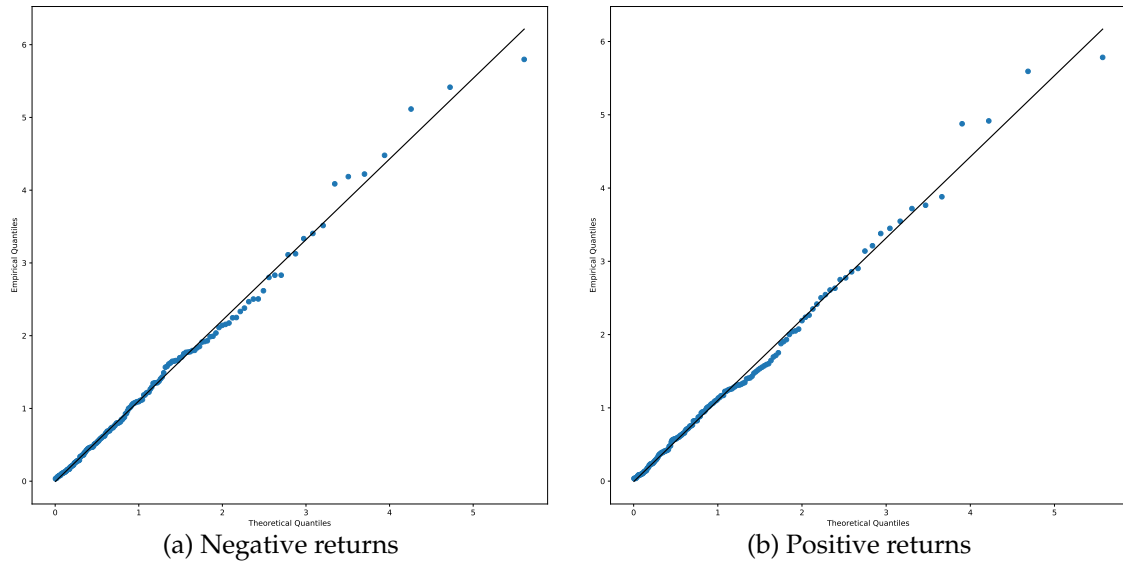 6
5
4
3
2
1
0
Empirical Quantiles
0 1 2 3 4 5
Theoretical Quantiles
(a) Negative returns
6
5
4
3
2
1
0
Empirical Quantiles
0 1 2 3 4 5
Theoretical Quantiles
(b) Positive returns